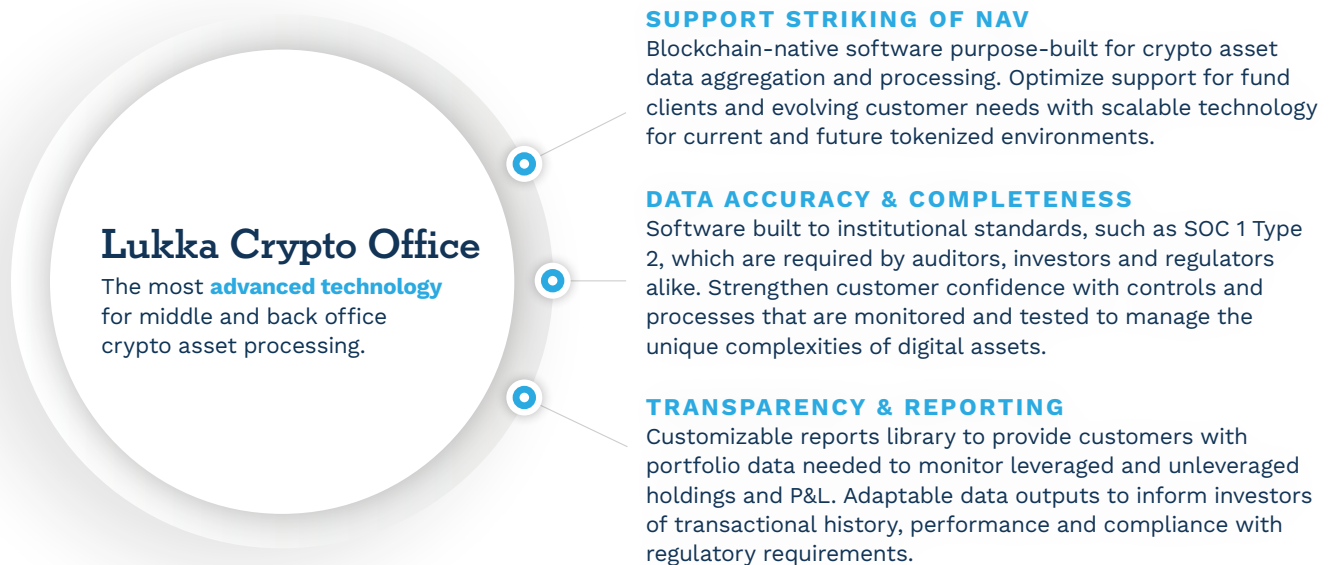 Lukka Crypto Office
The most advanced technology
for middle and back office
crypto asset processing.
SUPPORT STRIKING OF NAV
Blockchain-native software purpose-built for crypto asset
data aggregation and processing. Optimize support for fund
clients and evolving customer needs with scalable technology
for current and future tokenized environments.
DATA ACCURACY & COMPLETENESS
Software built to institutional standards, such as SOC 1 Type
2, which are required by auditors, investors and regulators
alike. Strengthen customer confidence with controls and
processes that are monitored and tested to manage the
unique complexities of digital assets.
TRANSPARENCY & REPORTING
Customizable reports library to provide customers with
portfolio data needed to monitor leveraged and unleveraged
holdings and P&L. Adaptable data outputs to inform investors
of transactional history, performance and compliance with
regulatory requirements.